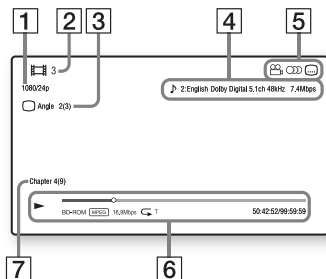 1 2 3 4 5
3
1080/24p
♪ 2:English Dolby Digital 5.1ch 48kHz 7.4Mbps
Angle 2(3)
Chapter 4(9)
BD-ROM MPEG 16,9Mbps T 50:42:52/99:59:59
7 6